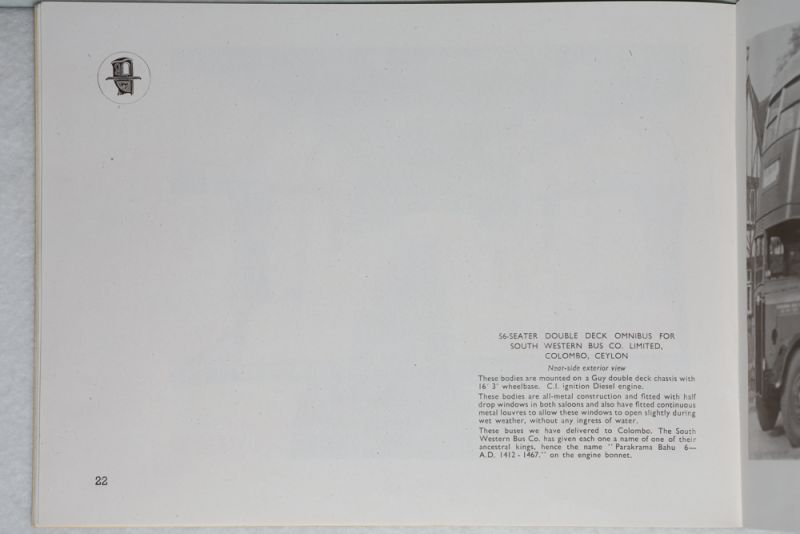 56-SEATER DOUBLE DECK OMNIBUS FOR
SOUTH WESTERN BUS CO. LIMITED,
COLOMBO, CEYLON
Near-side exterior view
These bodies are mounted on a Guy double deck chassis with
16' 3" wheelbase. C.I. ignition Diesel engine.
These bodies are all-metal construction and fitted with half
drop windows in both saloons and also have fitted continuous
metal louvres to allow these windows to open slightly during
wet weather, without any ingress of water.
These buses we have delivered to Colombo. The South
Western Bus Co. has given each one a name of one of their
ancestral kings, hence the name "Parakrama Bahu 6—
A.D. 1412 - 1467." on the engine bonnet.
22